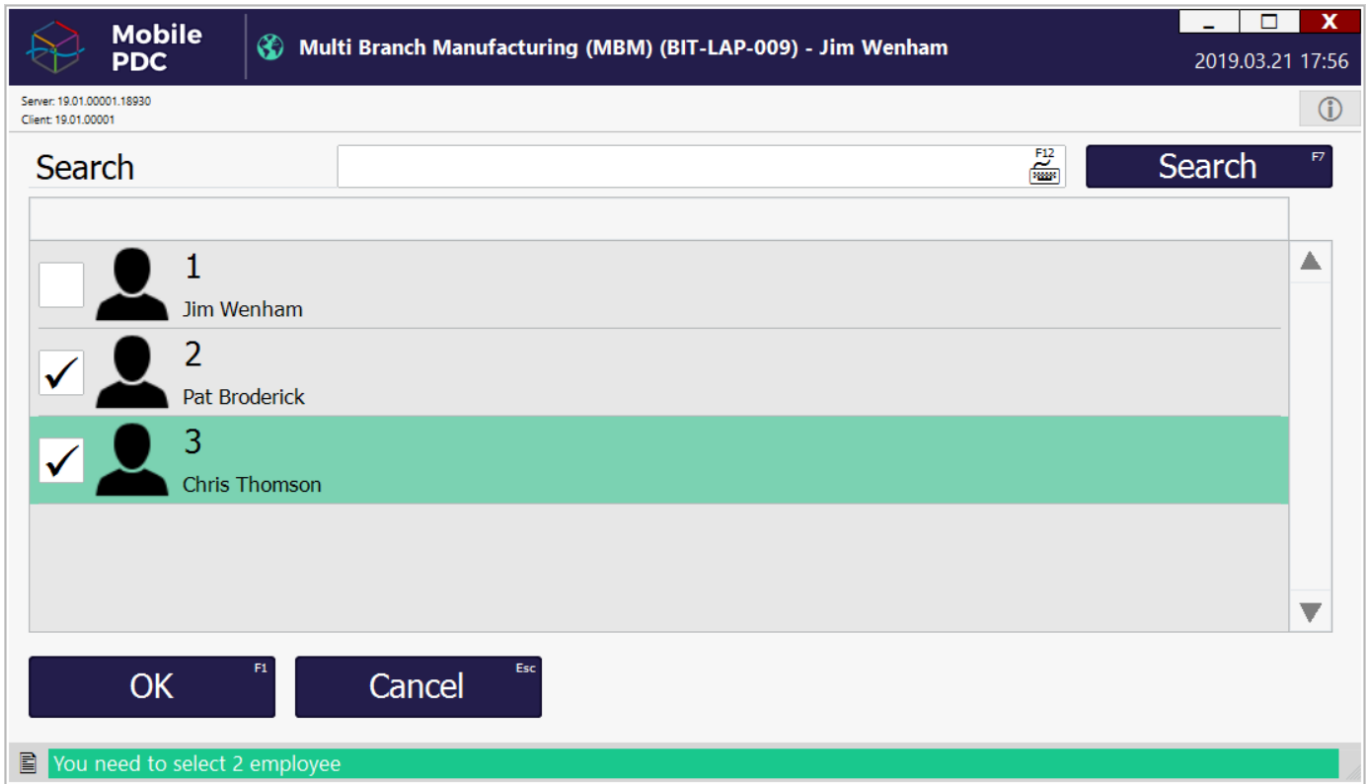 Mobile
PDC
Multi Branch Manufacturing (MBM) (BIT-LAP-009) - Jim Wenham
X
2019.03.21 17:56
Server: 19.01.00001.18930
Client: 19.01.00001
Search
F12
Search F7
1
Jim Wenham
2
Pat Broderick
3
Chris Thomson
OK F1
Cancel Esc
You need to select 2 employee